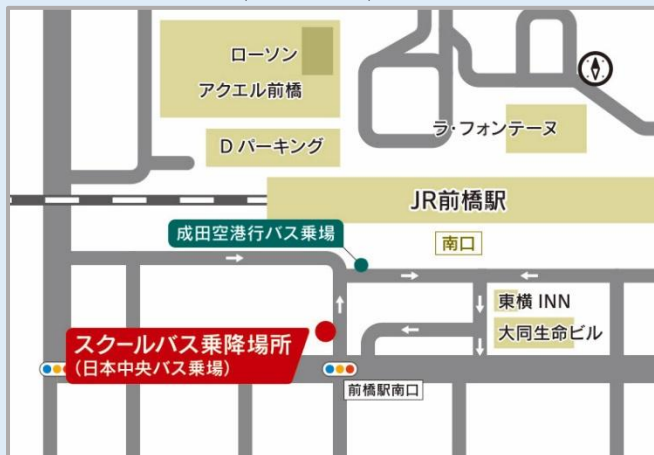 ローソン
アクエル前橋
Dパーキング
ラ・フォンテーヌ
JR前橋駅
成田空港行バス乗場
南口
東横INN
大同生命ビル
スクールバス乗降場所
(日本中央バス乗場)
前橋駅南口